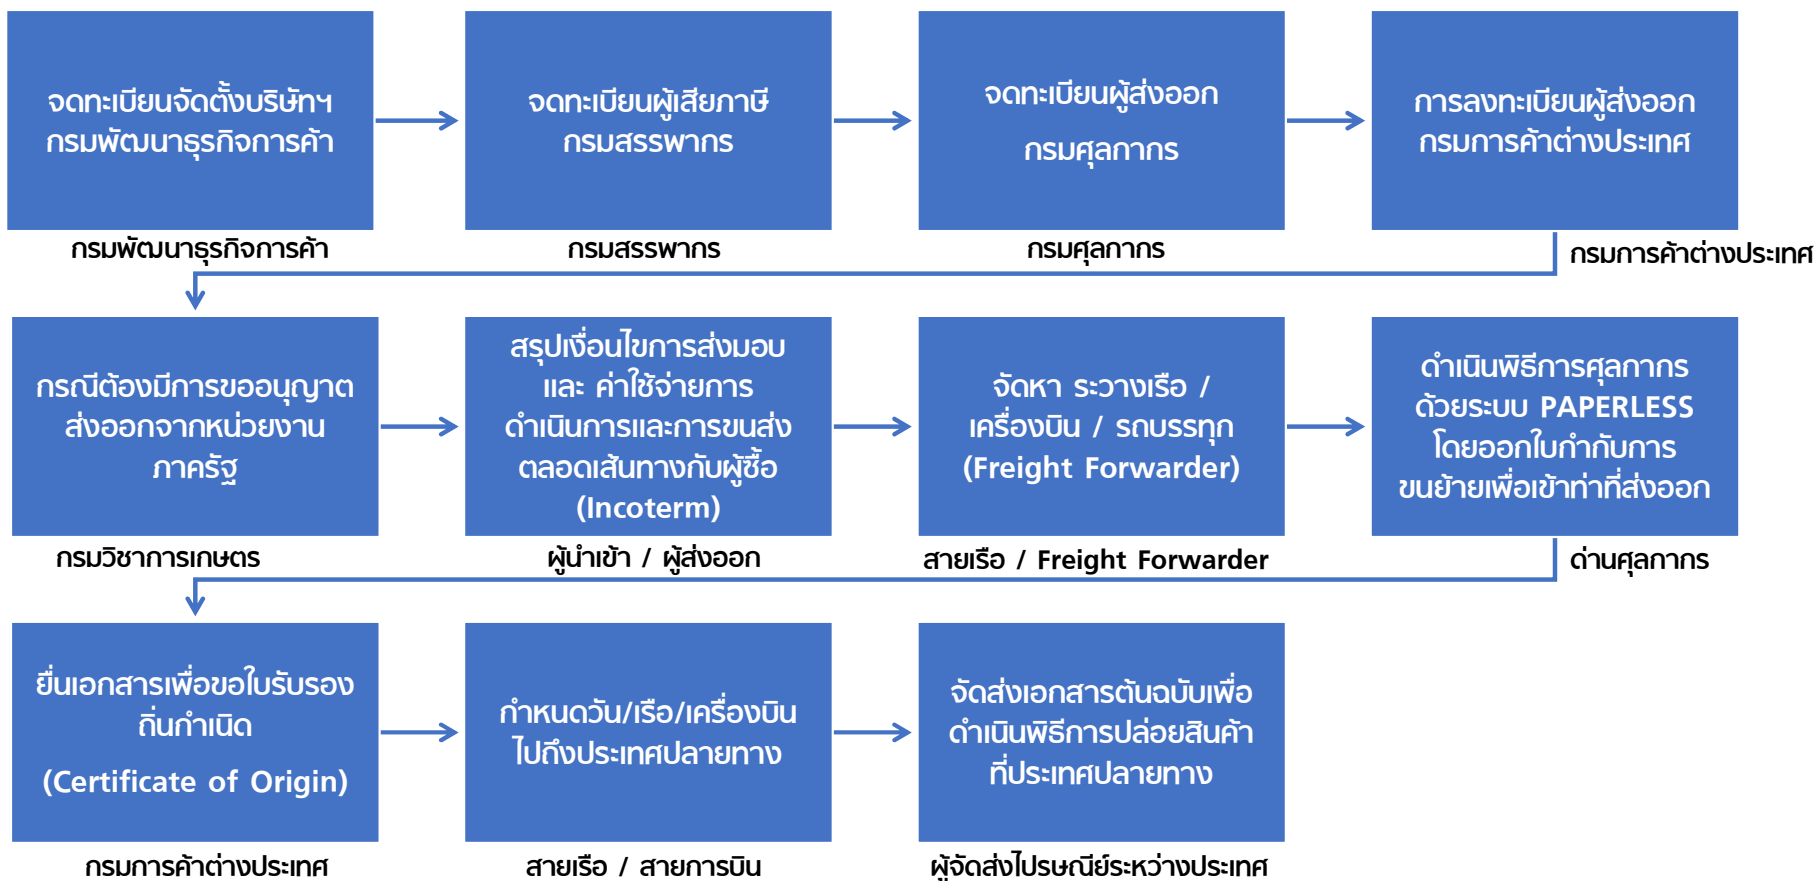 จดทะเบียนจัดตั้งบริษัทฯ
กรมพัฒนาธุรกิจการค้า
กรมพัฒนาธุรกิจการค้า
จดทะเบียนผู้เสียภาษี
กรมสรรพากร
กรมสรรพากร
จดทะเบียนผู้ส่งออก
กรมศุลกากร
กรมศุลกากร
การลงทะเบียนผู้ส่งออก
กรมการค้าต่างประเทศ
กรมการค้าต่างประเทศ
กรณีต้องมีการขออนุญาต
ส่งออกจากหน่วยงาน
ภาครัฐ
กรมวิชาการเกษตร
สรุปเงื่อนไขการส่งมอบ
และ ค่าใช้จ่ายการ
ดำเนินการและการขนส่ง
ตลอดเส้นทางกับผู้ซื้อ
(Incoterm)
ผู้นำเข้า / ผู้ส่งออก
จัดหา ระวางเรือ /
เครื่องบิน / รถบรรทุก
(Freight Forwarder)
สายเรือ / Freight Forwarder
ดำเนินพิธีการศุลกากร
ด้วยระบบ PAPERLESS
โดยออกใบกำกับการ
ขนย้ายเพื่อเข้าท่าที่ส่งออก
ด่านศุลกากร
ยื่นเอกสารเพื่อขอใบรับรอง
ถิ่นกำเนิด
(Certificate of Origin)
กรมการค้าต่างประเทศ
กำหนดวัน/เรือ/เครื่องบิน
ไปถึงประเทศปลายทาง
สายเรือ / สายการบิน
จัดส่งเอกสารต้นฉบับเพื่อ
ดำเนินพิธีการปล่อยสินค้า
ที่ประเทศปลายทาง
ผู้จัดส่งไปรษณีย์ระหว่างประเทศ